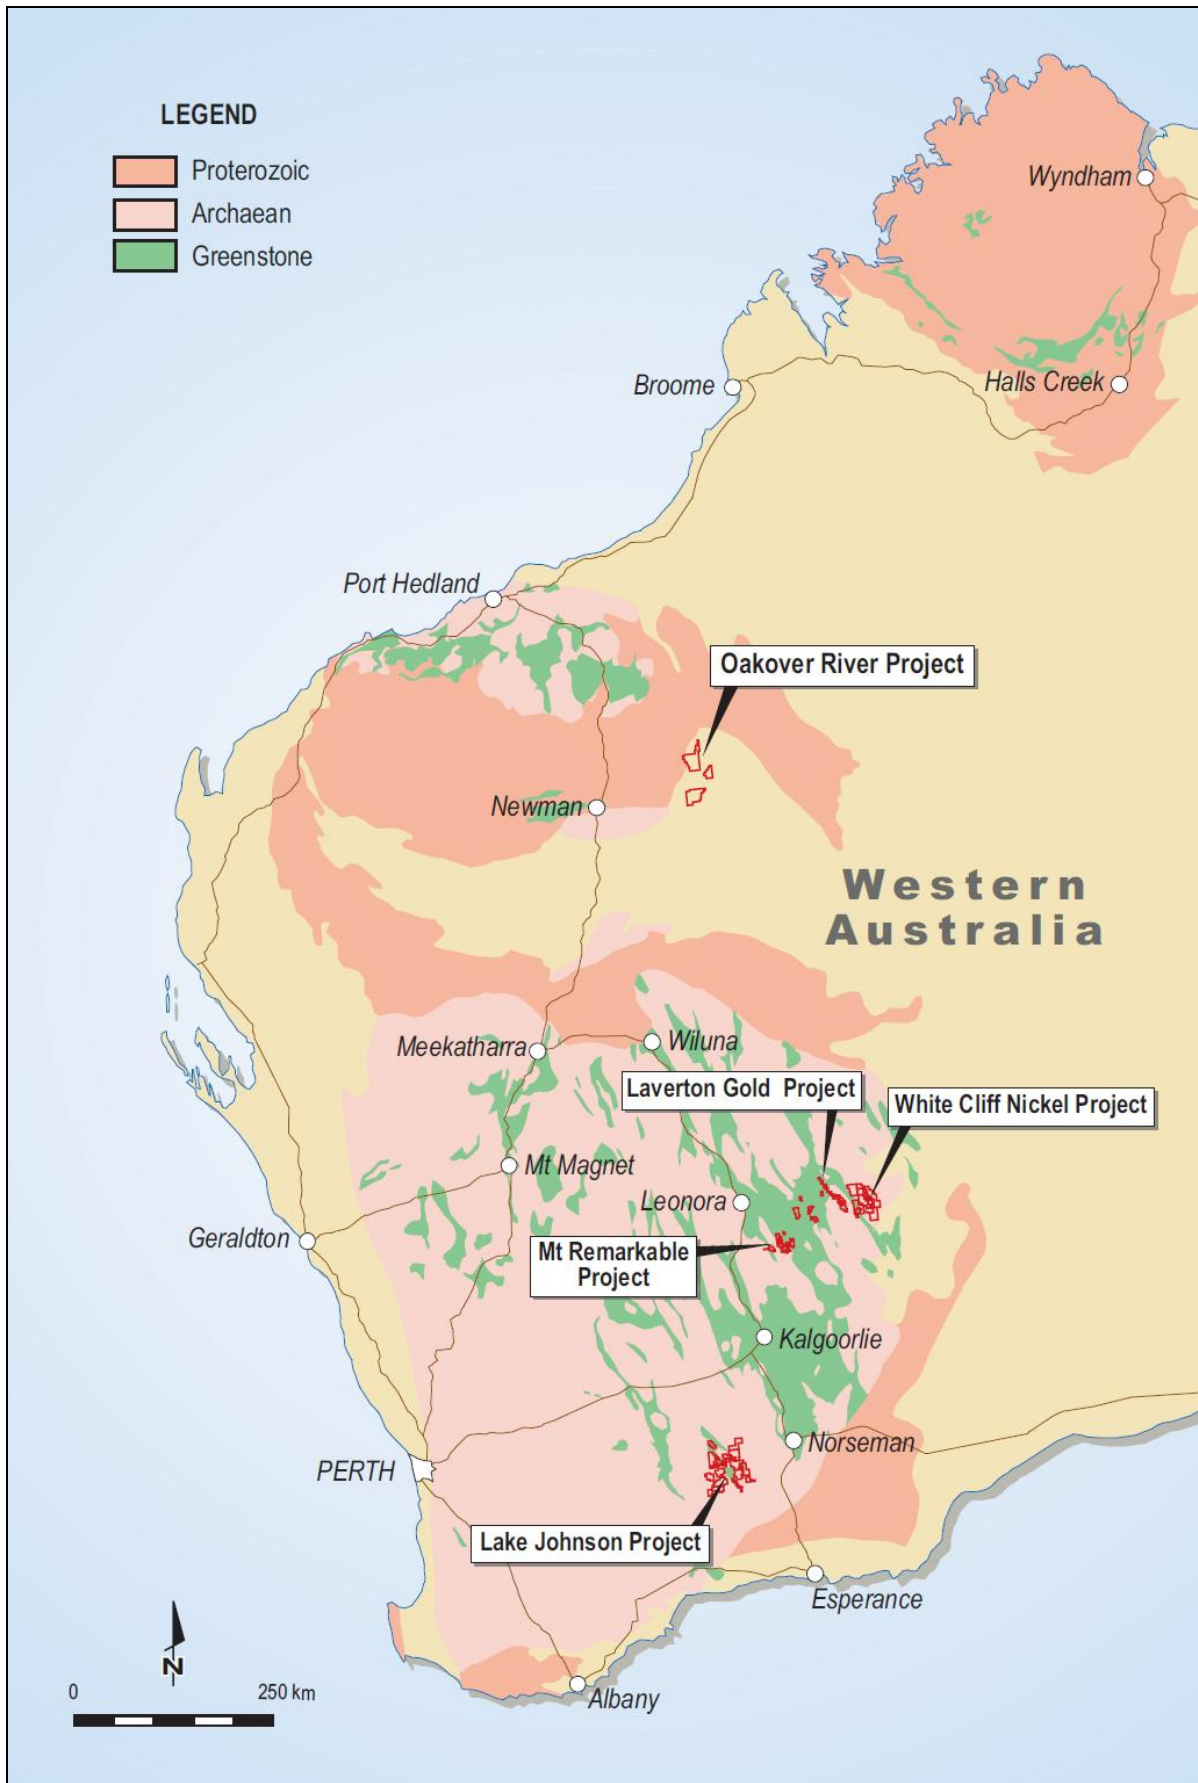 LEGEND
Proterozoic
Archaean
Greenstone
Wyndham
Halls Creek
Broome
Port Hedland
Oakover River Project
Newman
Western
Australia
Meekatharra
Wiluna
Laverton Gold Project
White Cliff Nickel Project
Mt Magnet
Leonora
Geraldton
Mt Remarkable
Project
Kalgoorlie
Norseman
PERTH
Lake Johnson Project
Esperance
N
0
250 km
Albany